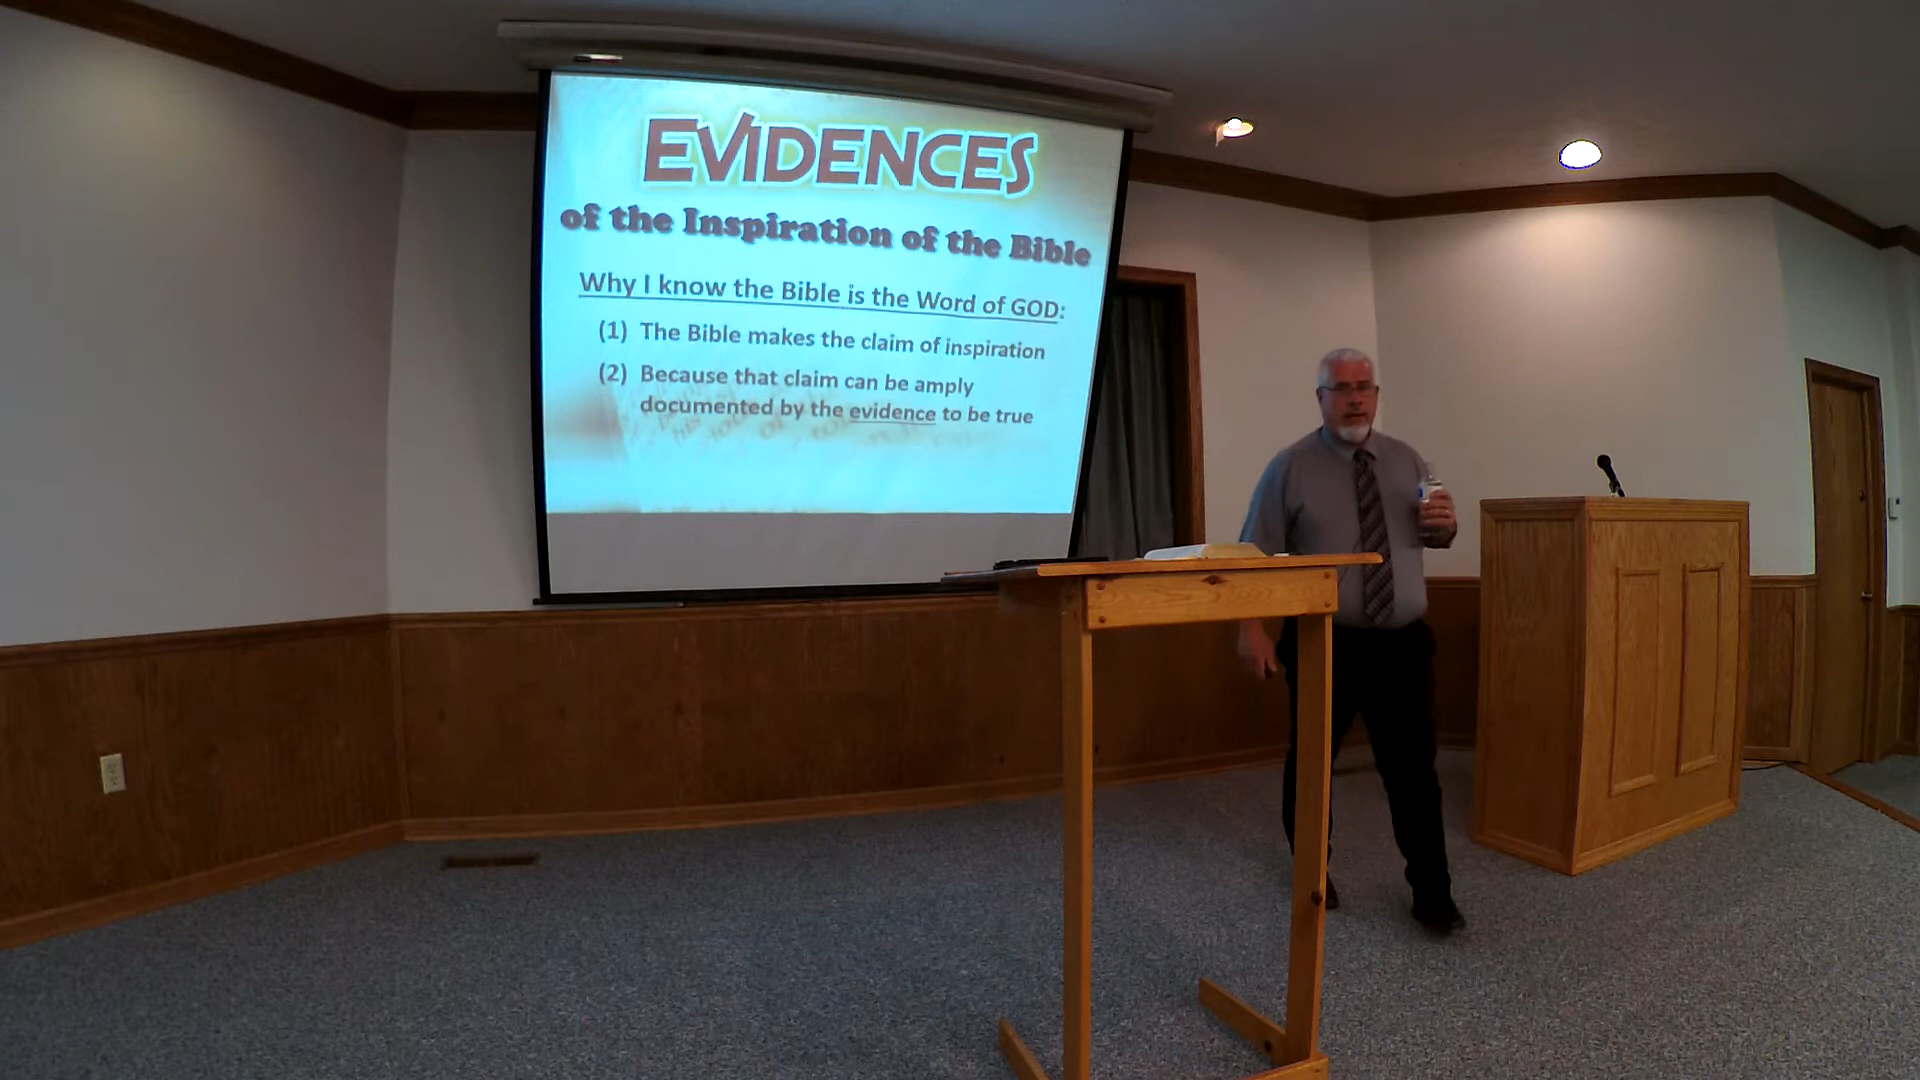 EVIDENCES
of the Inspiration of the Bible
Why I know the Bible is the Word of GOD:
(1) The Bible makes the claim of inspiration
(2) Because that claim can be amply
documented by the evidence to be true